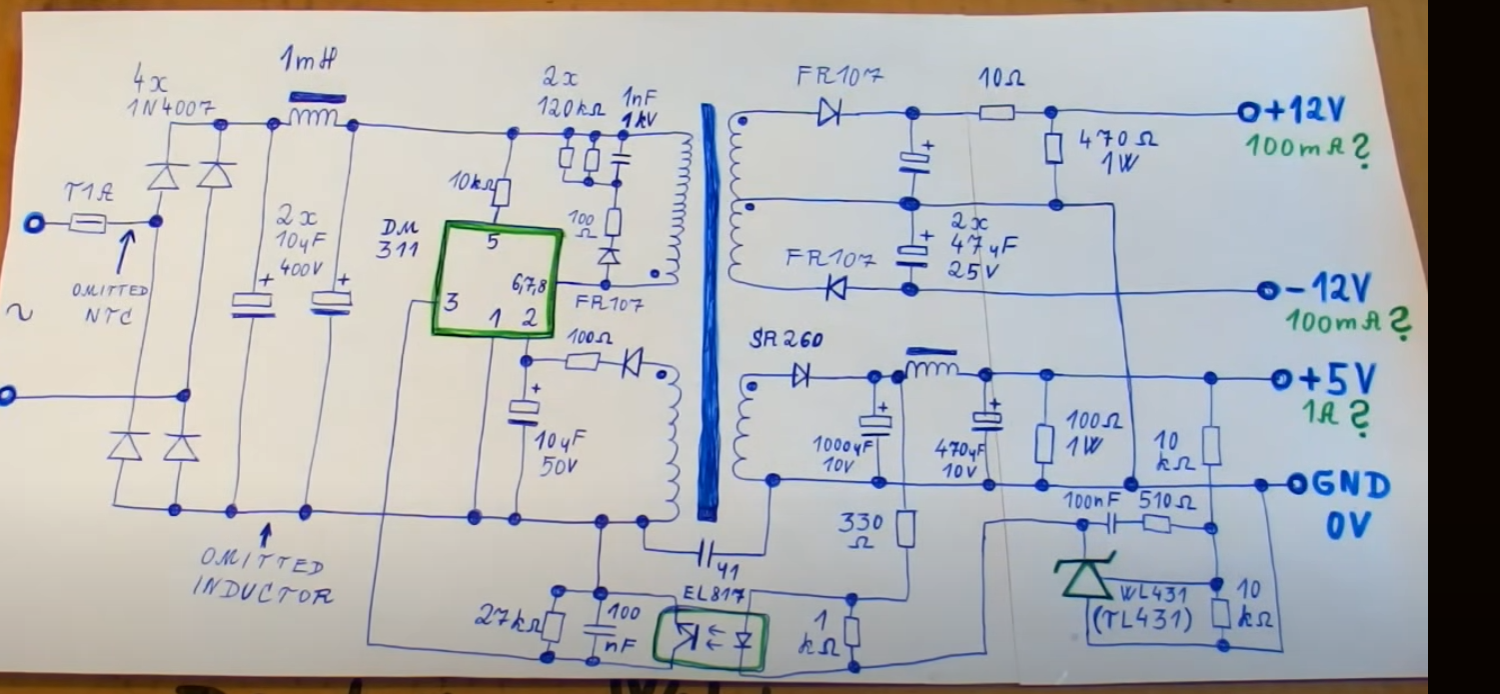 4x
1N4007
1mH
T1A
OMITTED
NTC
~
2x
10µF
400V
+
+
OMITTED
INDUCTOR
DM
311
10kΩ
5
3
1
2
6,7,8
2x
120kΩ
1nF
1kV
100
Ω
FR107
100Ω
+
10µF
50V
27kΩ
100
nF
EL817
Y1
FR107
10Ω
+
470Ω
1W
+12V
100mA?
+
2x
47µF
25V
FR107
-12V
100mA?
SR260
+
1000µF
10V
+
470µF
10V
100Ω
1W
10
kΩ
+5V
1A?
GND
0V
330
Ω
100nF
510Ω
1
kΩ
WL431
(TL431)
10
kΩ